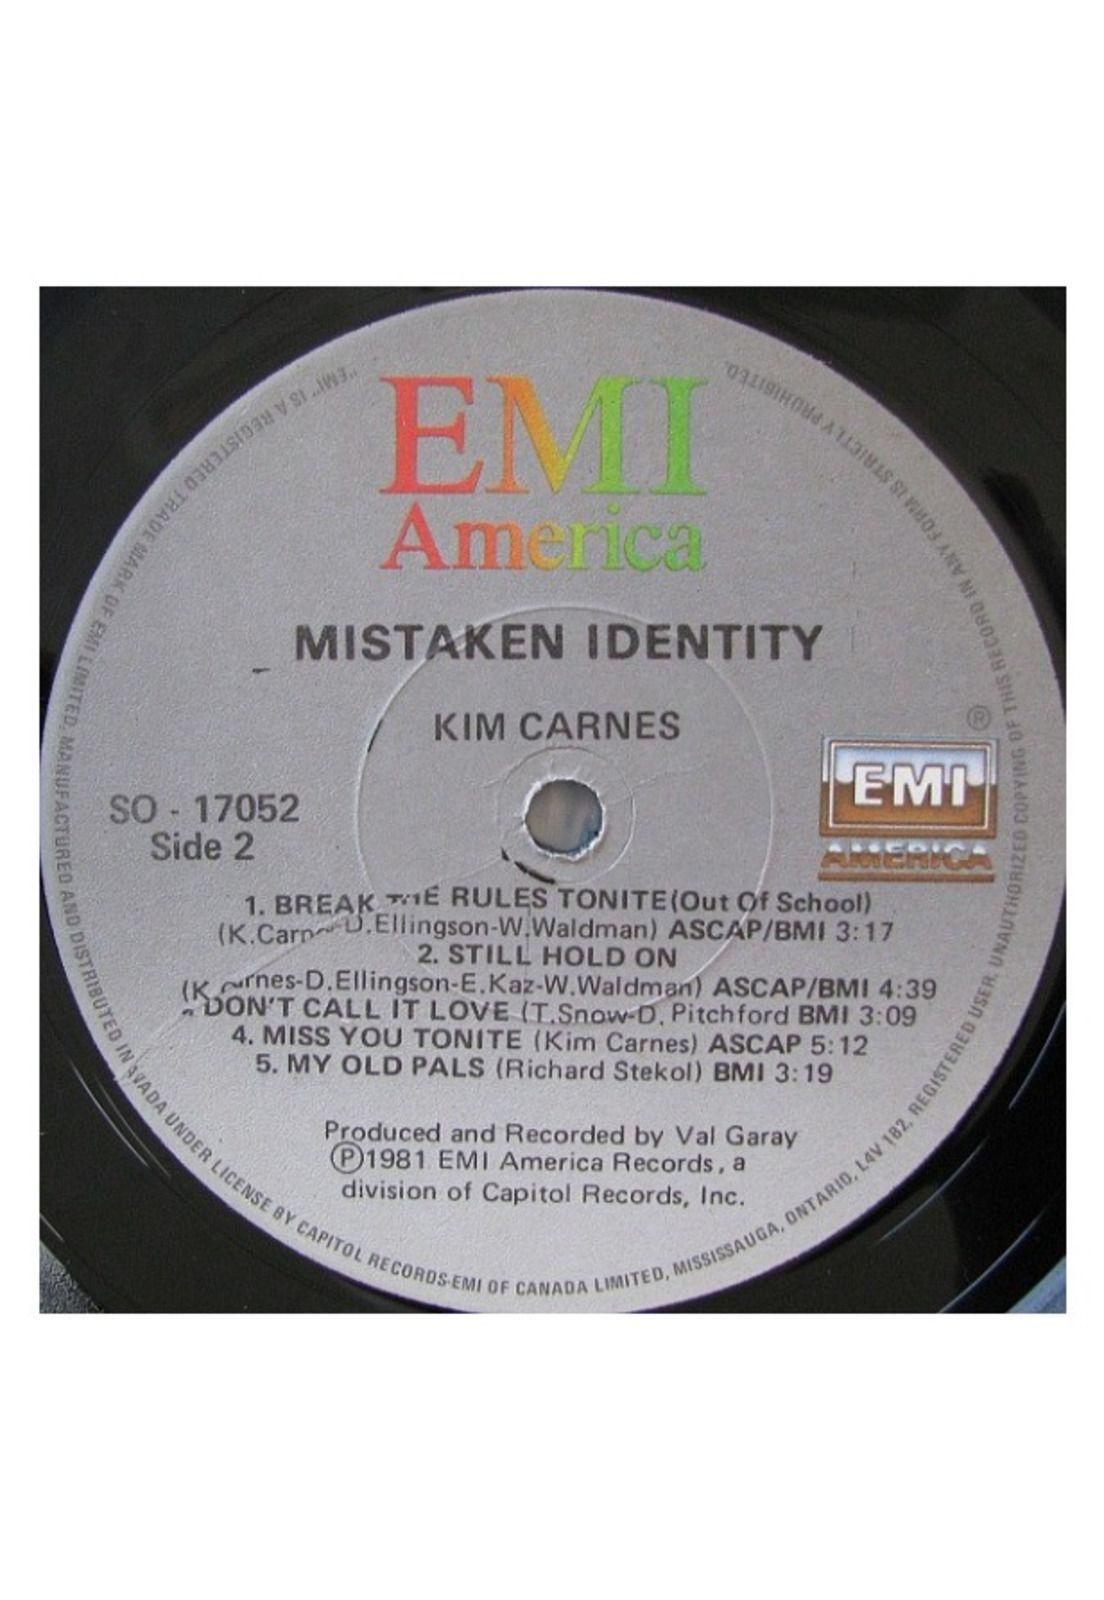 EMI
America
MISTAKEN IDENTITY
KIM CARNES
SO - 17052
Side 2
®
EMI
AMERICA
1. BREAK THE RULES TONITE(Out Of School)
(K.Carnes-D.Ellingson-W.Waldman) ASCAP/BMI 3:17
2. STILL HOLD ON
(K.Carnes-D.Ellingson-E.Kaz-W.Waldman) ASCAP/BMI 4:39
DON'T CALL IT LOVE (T.Snow-D. Pitchford BMI 3:09
4. MISS YOU TONITE (Kim Carnes) ASCAP 5:12
5. MY OLD PALS (Richard Stekol) BMI 3:19
Produced and Recorded by Val Garay
Ⓟ1981 EMI America Records, a
division of Capitol Records, Inc.
"EMI" IS A REGISTERED TRADE MARK OF EMI LIMITED. MANUFACTURED AND DISTRIBUTED IN CANADA UNDER LICENSE BY CAPITOL RECORDS-EMI OF CANADA LIMITED, MISSISSAUGA, ONTARIO, L4V 1B2, REGISTERED USER. UNAUTHORIZED COPYING OF THIS RECORD IN ANY FORM IS STRICTLY PROHIBITED.